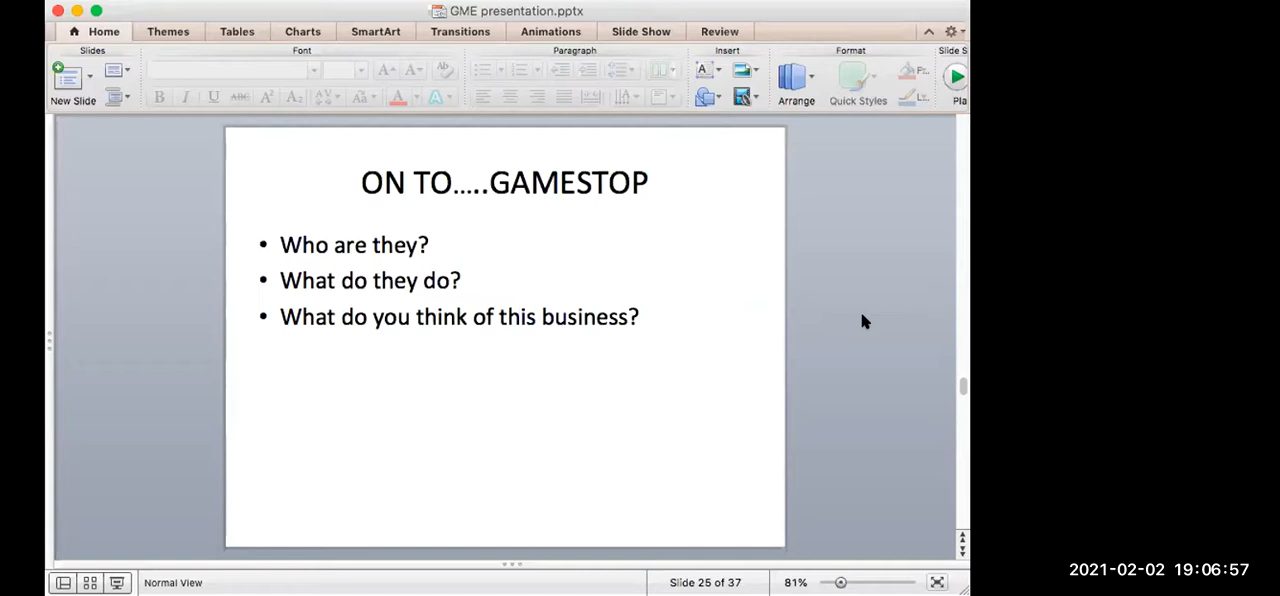 GME presentation.pptx
Home Themes Tables Charts SmartArt Transitions Animations Slide Show Review
Slides Font Paragraph Insert Format Slide S
New Slide Arrange Quick Styles Pla
ON TO.....GAMESTOP
• Who are they?
• What do they do?
• What do you think of this business?
Normal View Slide 25 of 37 81%
2021-02-02 19:06:57